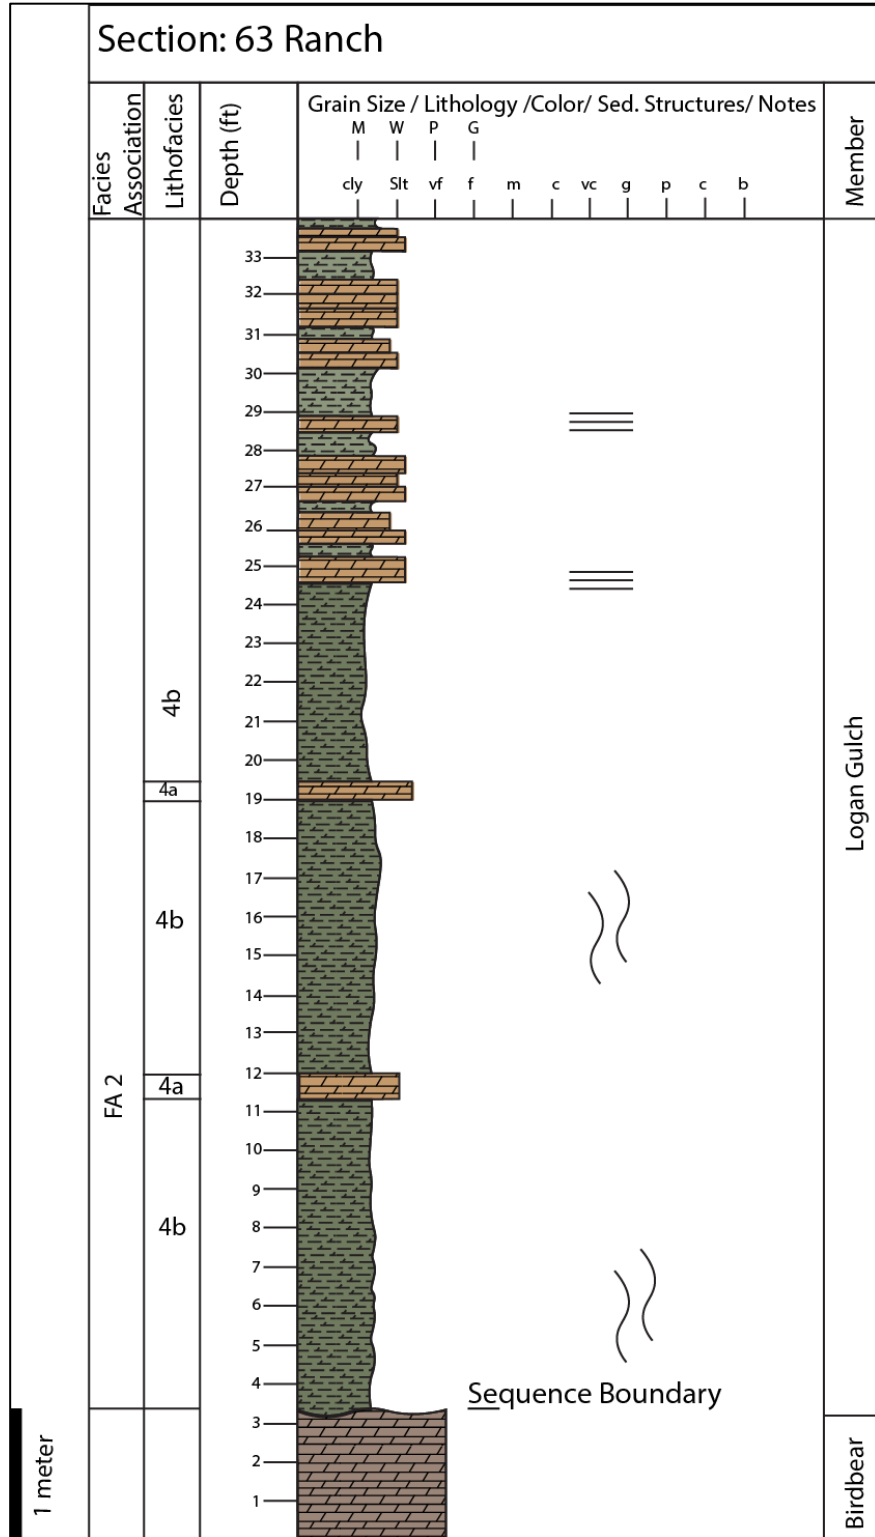 Section: 63 Ranch
Facies
Association
Lithofacies
Depth (ft)
Grain Size / Lithology /Color/ Sed. Structures/ Notes
M W P G
cly Slt vf f m c vc g p c b
Member
33
32
31
30
29
28
27
26
25
24
23
22
4b
21
20
4a
19
18
17
4b
16
15
14
13
12
4a
11
10
9
4b
8
7
6
5
4
3
2
1
FA 2
Logan Gulch
Sequence Boundary
Birdbear
1 meter